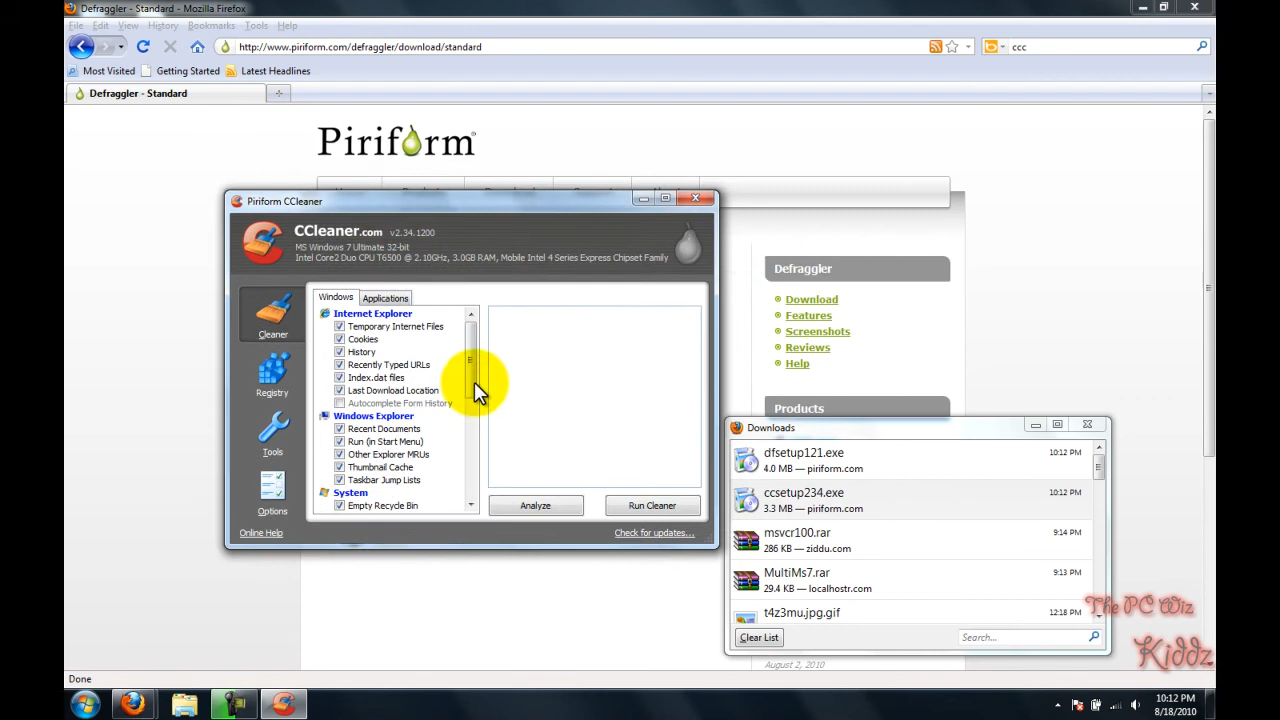 Defraggler - Standard - Mozilla Firefox
File Edit View History Bookmarks Tools Help
http://www.piriform.com/defraggler/download/standard
ccc
Most Visited Getting Started Latest Headlines
Defraggler - Standard
Piriform
Piriform CCleaner
CCleaner.com v2.34.1200
MS Windows 7 Ultimate 32-bit
Intel Core2 Duo CPU T6500 @ 2.10GHz, 3.0GB RAM, Mobile Intel 4 Series Express Chipset Family
Cleaner
Registry
Tools
Options
Windows Applications
Internet Explorer
Temporary Internet Files
Cookies
History
Recently Typed URLs
Index.dat files
Last Download Location
Autocomplete Form History
Windows Explorer
Recent Documents
Run (in Start Menu)
Other Explorer MRUs
Thumbnail Cache
Taskbar Jump Lists
System
Empty Recycle Bin
Analyze Run Cleaner
Online Help Check for updates...
Defraggler
Download
Features
Screenshots
Reviews
Help
Products
Downloads
dfsetup121.exe 10:12 PM
4.0 MB — piriform.com
ccsetup234.exe 10:12 PM
3.3 MB — piriform.com
msvcr100.rar 9:14 PM
286 KB — ziddu.com
MultiMs7.rar 9:13 PM
29.4 KB — localhostr.com
t4z3mu.jpg.gif 12:18 PM
Clear List Search...
The PC Wiz
Kiddz
August 2, 2010
Done
10:12 PM
8/18/2010